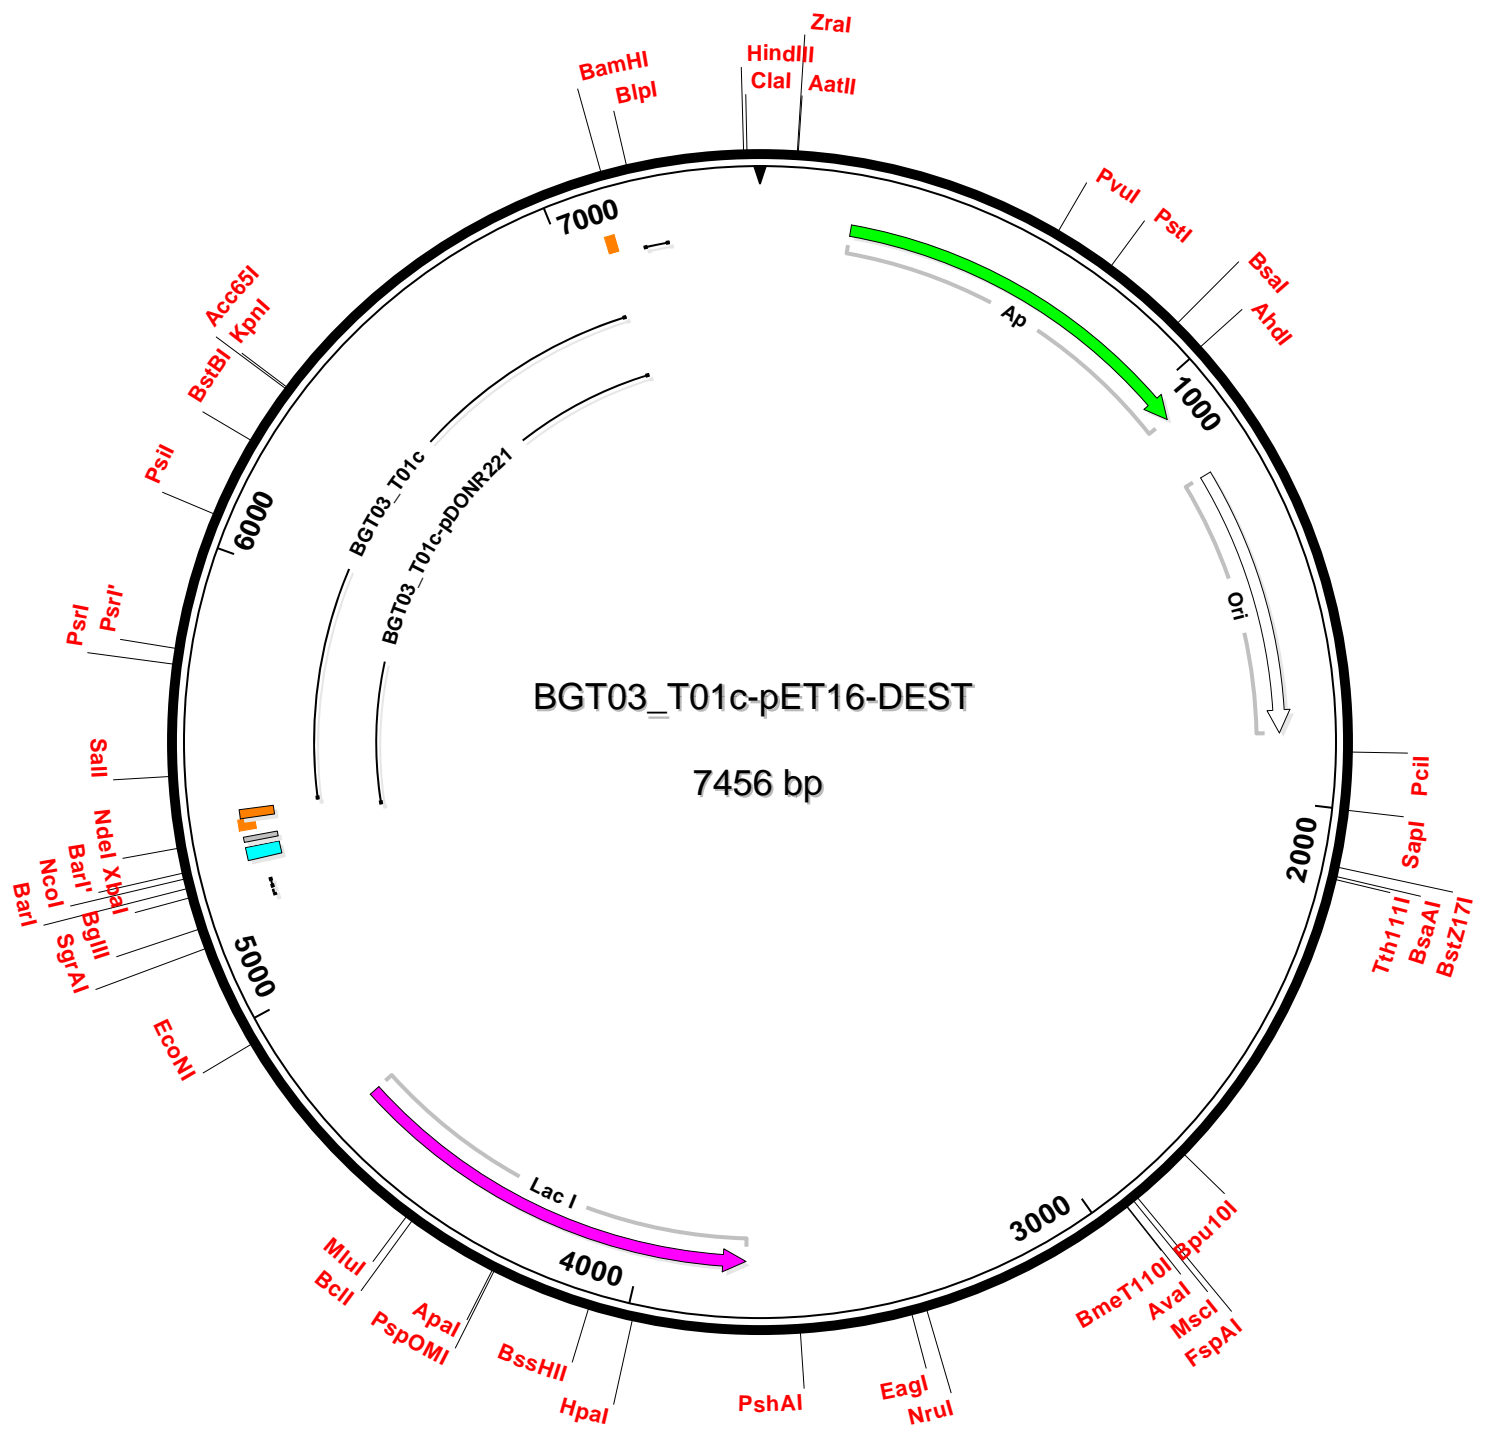 ZraI
HindIII
ClaI
AatII
BamHI
BlpI
PvuI
PstI
BsaI
AhdI
7000
Ap
1000
Acc65I
KpnI
BstBI
PsiI
6000
BGT03_T01c
BGT03_T01c-pDONR221
Ori
PsrI
PsrI'
BGT03_T01c-pET16-DEST
7456 bp
SalI
PciI
SapI
2000
NdeI
XbaI
BarI'
NcoI
BarI
BglII
SgrAI
Tth111I
BsaAI
BstZ17I
5000
EcoNI
Lac I
3000
Bpu10I
BmeT110I
AvaI
MscI
FspAI
4000
MluI
BclI
ApaI
PspOMI
BssHII
HpaI
PshAI
EagI
NruI